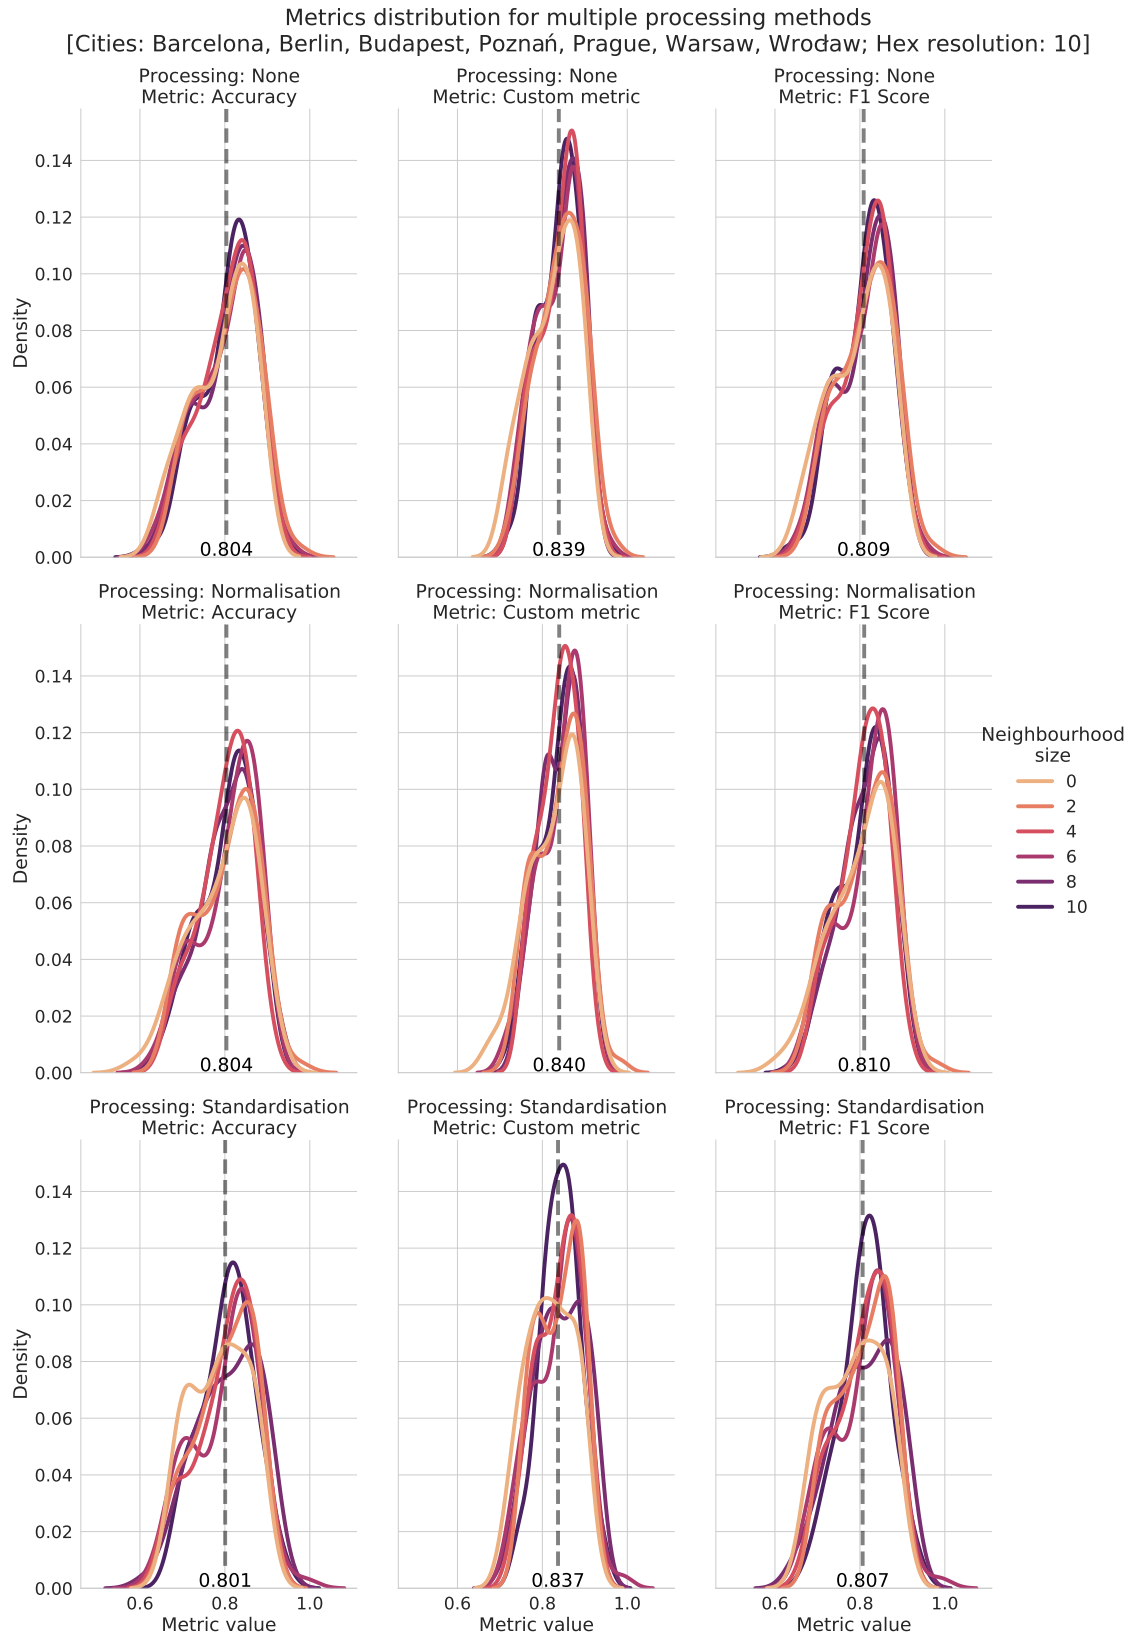 Metrics distribution for multiple processing methods
[Cities: Barcelona, Berlin, Budapest, Poznań, Prague, Warsaw, Wrocław; Hex resolution: 10]
Processing: None
Metric: Accuracy
Processing: None
Metric: Custom metric
Processing: None
Metric: F1 Score
Density
0.14
0.12
0.10
0.08
0.06
0.04
0.02
0.00
0.804
0.839
0.809
Processing: Normalisation
Metric: Accuracy
Processing: Normalisation
Metric: Custom metric
Processing: Normalisation
Metric: F1 Score
Density
0.14
0.12
0.10
0.08
0.06
0.04
0.02
0.00
0.804
0.840
0.810
Neighbourhood
size
0
2
4
6
8
10
Processing: Standardisation
Metric: Accuracy
Processing: Standardisation
Metric: Custom metric
Processing: Standardisation
Metric: F1 Score
Density
0.14
0.12
0.10
0.08
0.06
0.04
0.02
0.00
0.801
0.837
0.807
0.6 0.8 1.0
Metric value
0.6 0.8 1.0
Metric value
0.6 0.8 1.0
Metric value